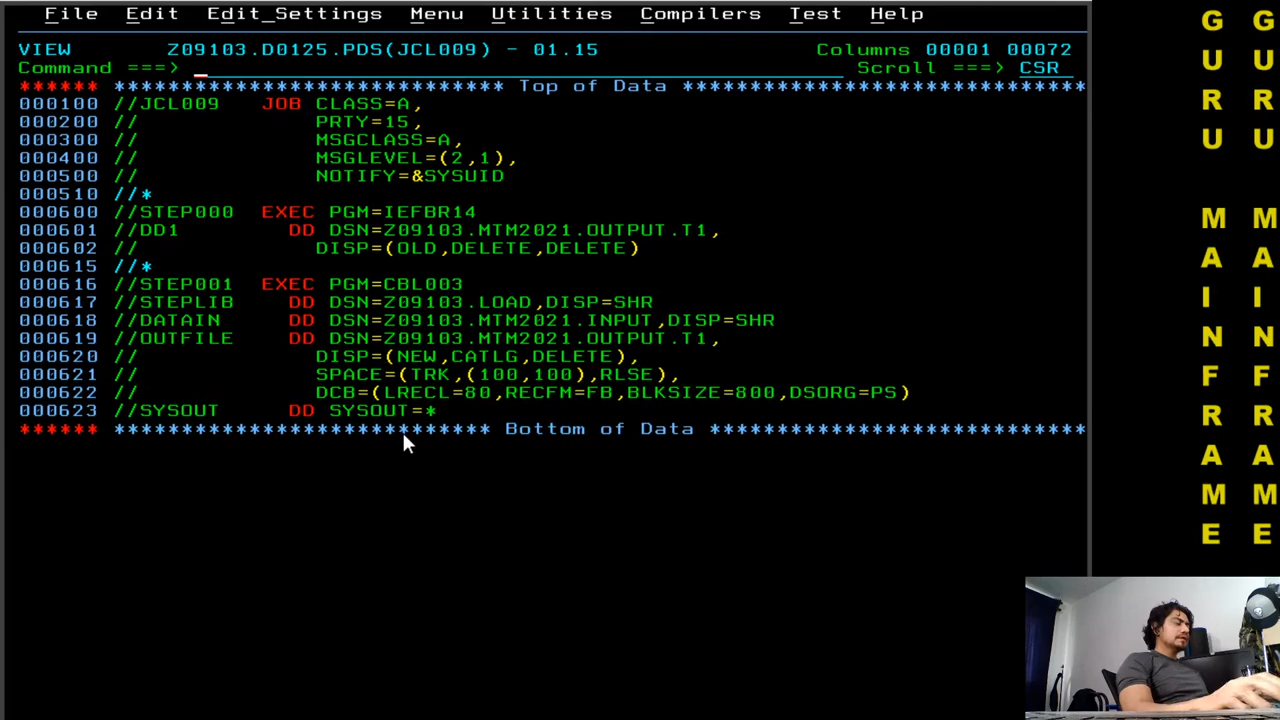 File Edit Edit_Settings Menu Utilities Compilers Test Help
VIEW Z09103.D0125.PDS(JCL009) - 01.15 Columns 00001 00072
Command ===> Scroll ===> CSR
****** **************************** Top of Data ******************************
000100 //JCL009 JOB CLASS=A,
000200 // PRTY=15,
000300 // MSGCLASS=A,
000400 // MSGLEVEL=(2,1),
000500 // NOTIFY=&SYSUID
000510 //*
000600 //STEP000 EXEC PGM=IEFBR14
000601 //DD1 DD DSN=Z09103.MTM2021.OUTPUT.T1,
000602 // DISP=(OLD,DELETE,DELETE)
000615 //*
000616 //STEP001 EXEC PGM=CBL003
000617 //STEPLIB DD DSN=Z09103.LOAD,DISP=SHR
000618 //DATAIN DD DSN=Z09103.MTM2021.INPUT,DISP=SHR
000619 //OUTFILE DD DSN=Z09103.MTM2021.OUTPUT.T1,
000620 // DISP=(NEW,CATLG,DELETE),
000621 // SPACE=(TRK,(100,100),RLSE),
000622 // DCB=(LRECL=80,RECFM=FB,BLKSIZE=800,DSORG=PS)
000623 //SYSOUT DD SYSOUT=*
****** **************************** Bottom of Data ****************************
GURU MAINFRAME
GURU MAINFRAME